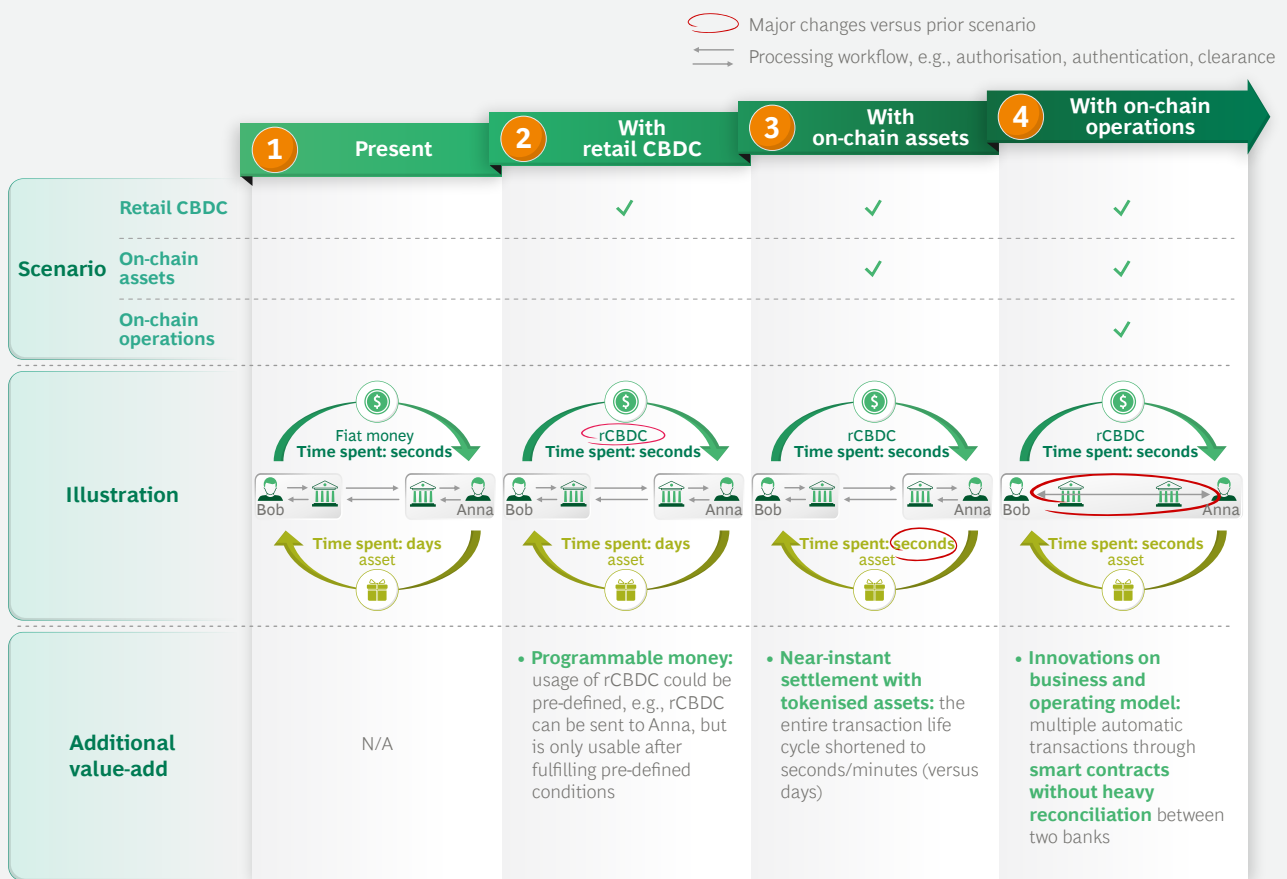 Major changes versus prior scenario
Processing workflow, e.g., authorisation, authentication, clearance
1
Present
2
With
retail CBDC
3
With
on-chain assets
4
With on-chain
operations
Scenario
Retail CBDC
On-chain
assets
On-chain
operations
Illustration
$
Fiat money
Time spent: seconds
Bob
Anna
Time spent: days
asset
$
rCBDC
Time spent: seconds
Bob
Anna
Time spent: days
asset
$
rCBDC
Time spent: seconds
Bob
Anna
Time spent: seconds
asset
$
rCBDC
Time spent: seconds
Bob
Anna
Time spent: seconds
asset
Additional
value-add
N/A
• Programmable money:
usage of rCBDC could be
pre-defined, e.g., rCBDC
can be sent to Anna, but
is only usable after
fulfilling pre-defined
conditions
• Near-instant
settlement with
tokenised assets: the
entire transaction life
cycle shortened to
seconds/minutes (versus
days)
• Innovations on
business and
operating model:
multiple automatic
transactions through
smart contracts
without heavy
reconciliation between
two banks